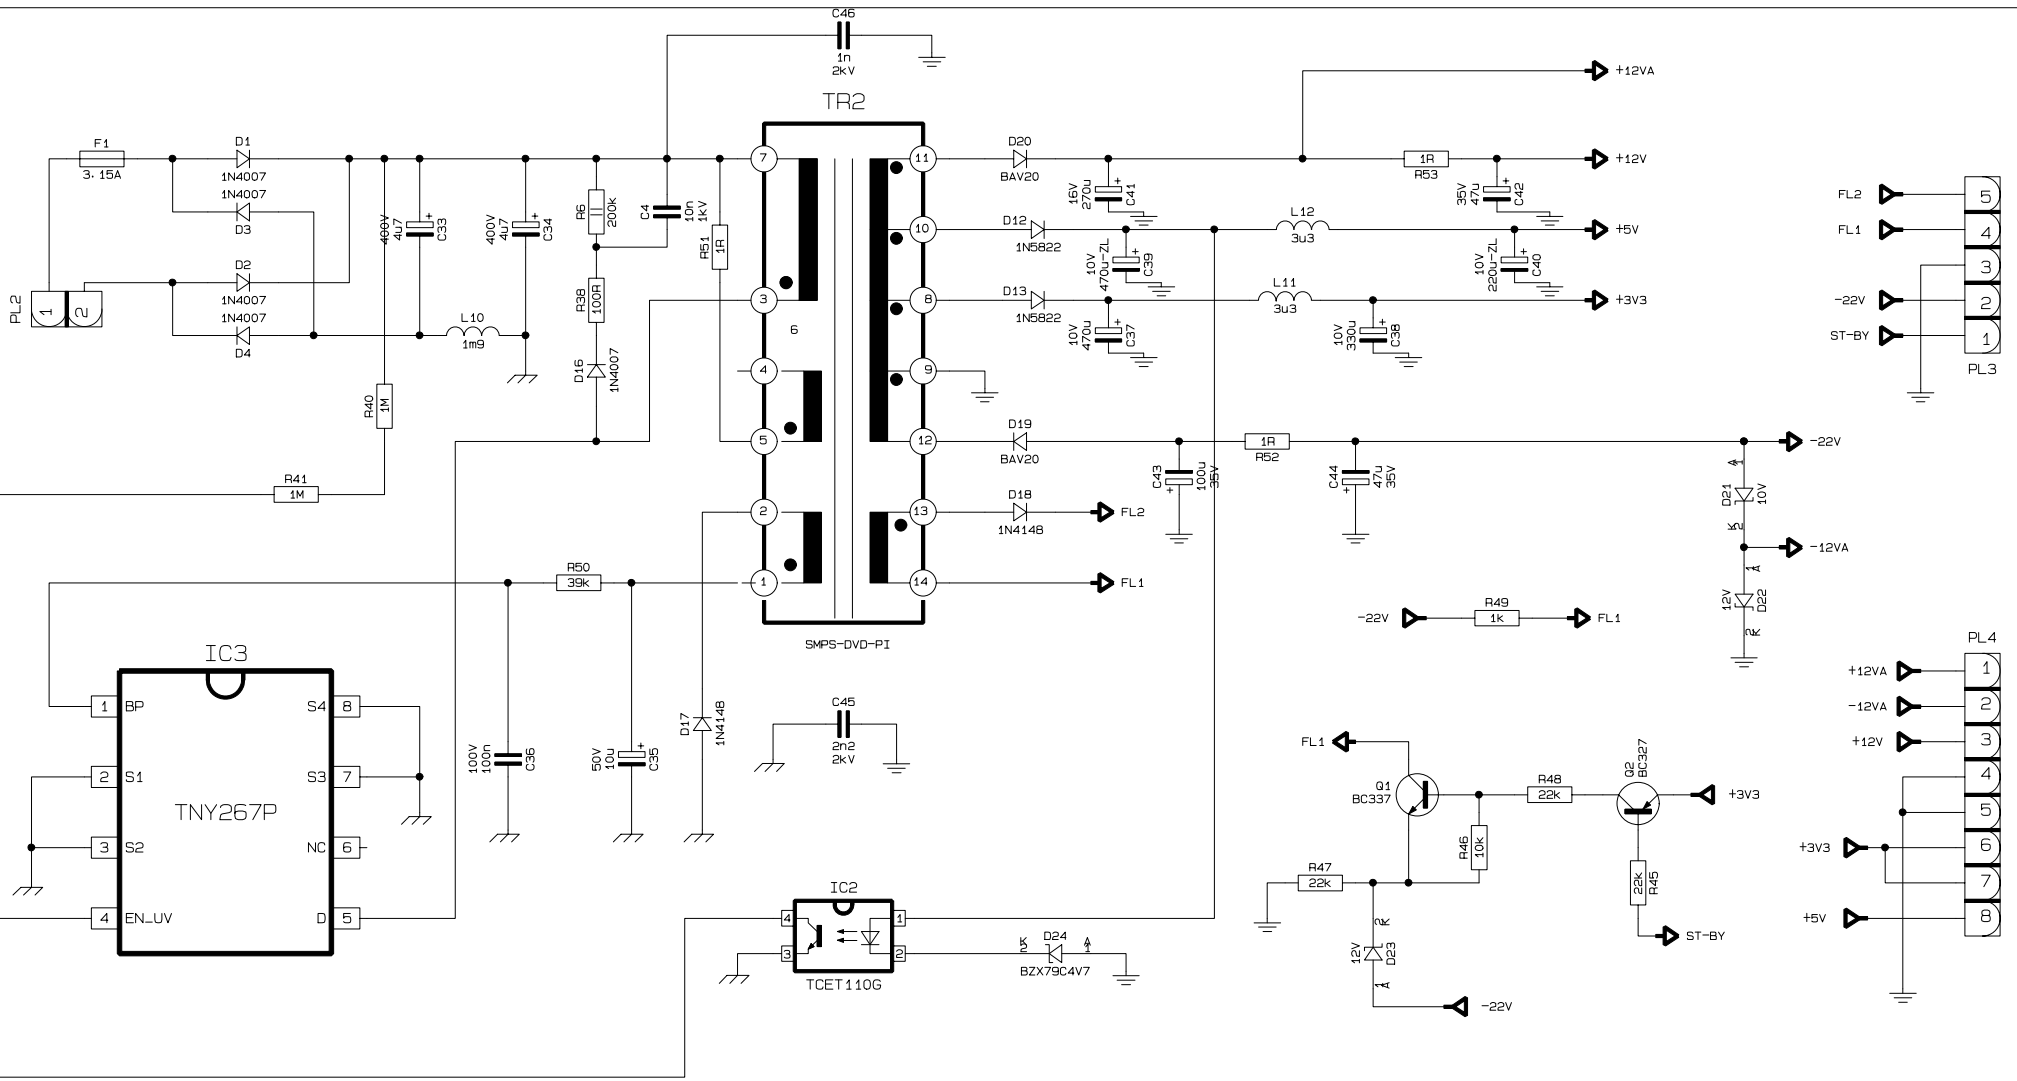 C46
1n
2kV
+12VA
TR2
F1
3.15A
D1
1N4007
1N4007
D3
D2
1N4007
1N4007
D4
PL2
1
2
400V
4u7
C33
400V
4u7
C34
L10
1m9
R6
200k
C4
10n
1kV
R51
1R
R38
100R
D16
1N4007
R40
1M
R41
1M
7
3
6
4
5
2
1
11
10
8
9
12
13
14
SMPS-DVD-PI
D20
BAV20
16V
270u
C41
1R
R53
35V
47u
C42
+12V
D12
1N5822
10V
470u-ZL
C39
L12
3u3
10V
220u-ZL
C40
+5V
D13
1N5822
10V
470u
C37
L11
3u3
10V
330u
C38
+3V3
D19
BAV20
C43
100u
35V
1R
R52
C44
47u
35V
-22V
D18
1N4148
FL2
FL1
A
1
D21
10V
K
2
-12VA
1
A
12V
D22
2
K
-22V
R49
1k
FL1
FL2
5
FL1
4
3
-22V
2
ST-BY
1
PL3
R50
39k
IC3
1
BP
2
S1
3
S2
4
EN_UV
TNY267P
S4
8
S3
7
NC
6
D
5
100V
100n
C36
50V
10u
C35
D17
1N4148
C45
2n2
2kV
IC2
4
3
1
2
TCET110G
K
2
D24
A
1
BZX79C4V7
FL1
Q1
BC337
R48
22k
Q2
BC327
+3V3
R46
10k
R47
22k
22k
R45
ST-BY
2
K
12V
D23
1
A
-22V
PL4
+12VA
1
-12VA
2
+12V
3
4
5
+3V3
6
7
+5V
8